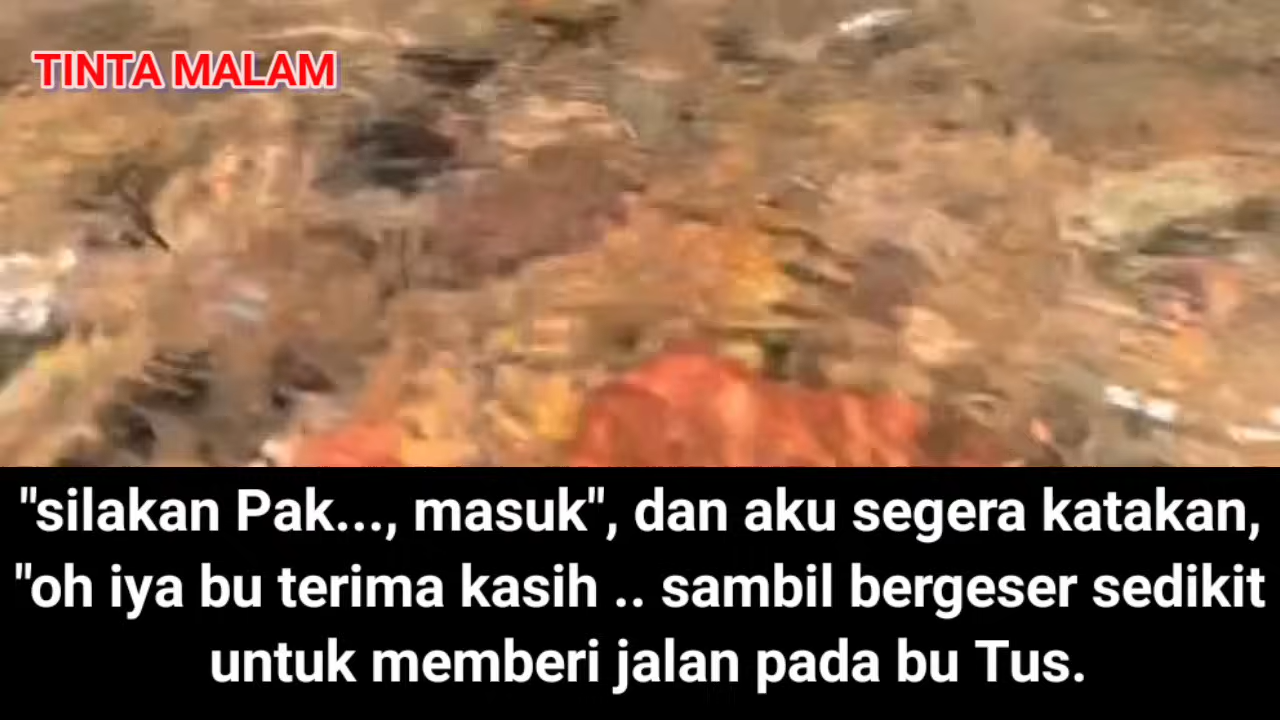 TINTA MALAM
"silakan Pak..., masuk", dan aku segera katakan,
"oh iya bu terima kasih .. sambil bergeser sedikit
untuk memberi jalan pada bu Tus.